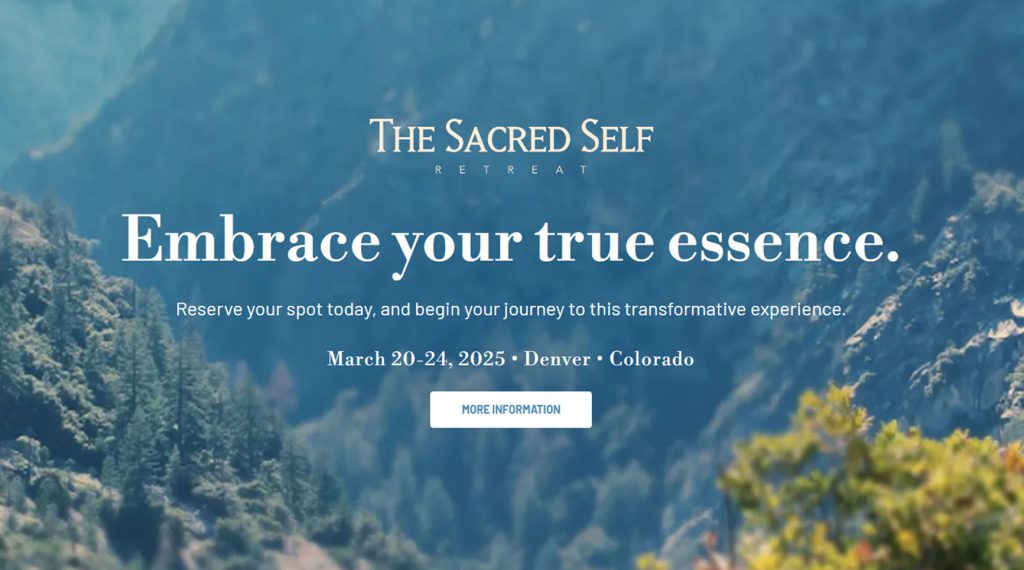 The Sacred Self
RETREAT
Embrace your true essence.
Reserve your spot today, and begin your journey to this transformative experience.
March 20-24, 2025 • Denver • Colorado
MORE INFORMATION